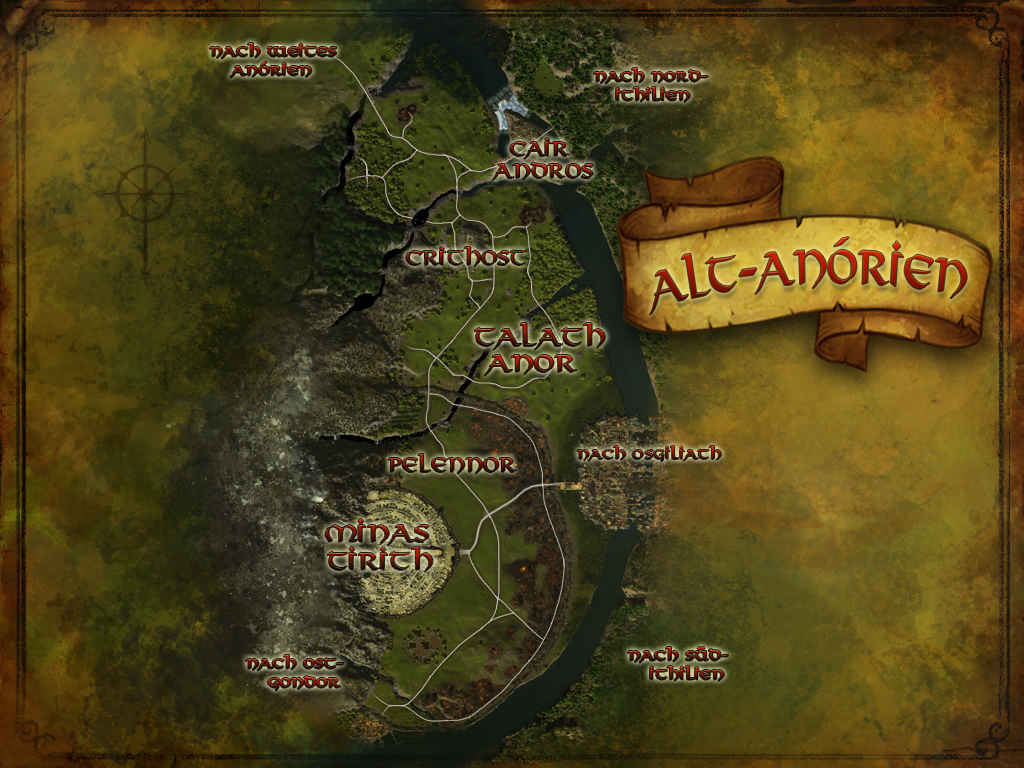 NACH WEITES
ANÓRIEN
NACH NORD-
ITHILIEN
CAIR
ANDROS
CRITHOST
ALT-ANÓRIEN
TALATH
ANOR
PELENNOR
NACH OSGILIATH
MINAS
TIRITH
NACH OST-
GONDOR
NACH SÜD-
ITHILIEN